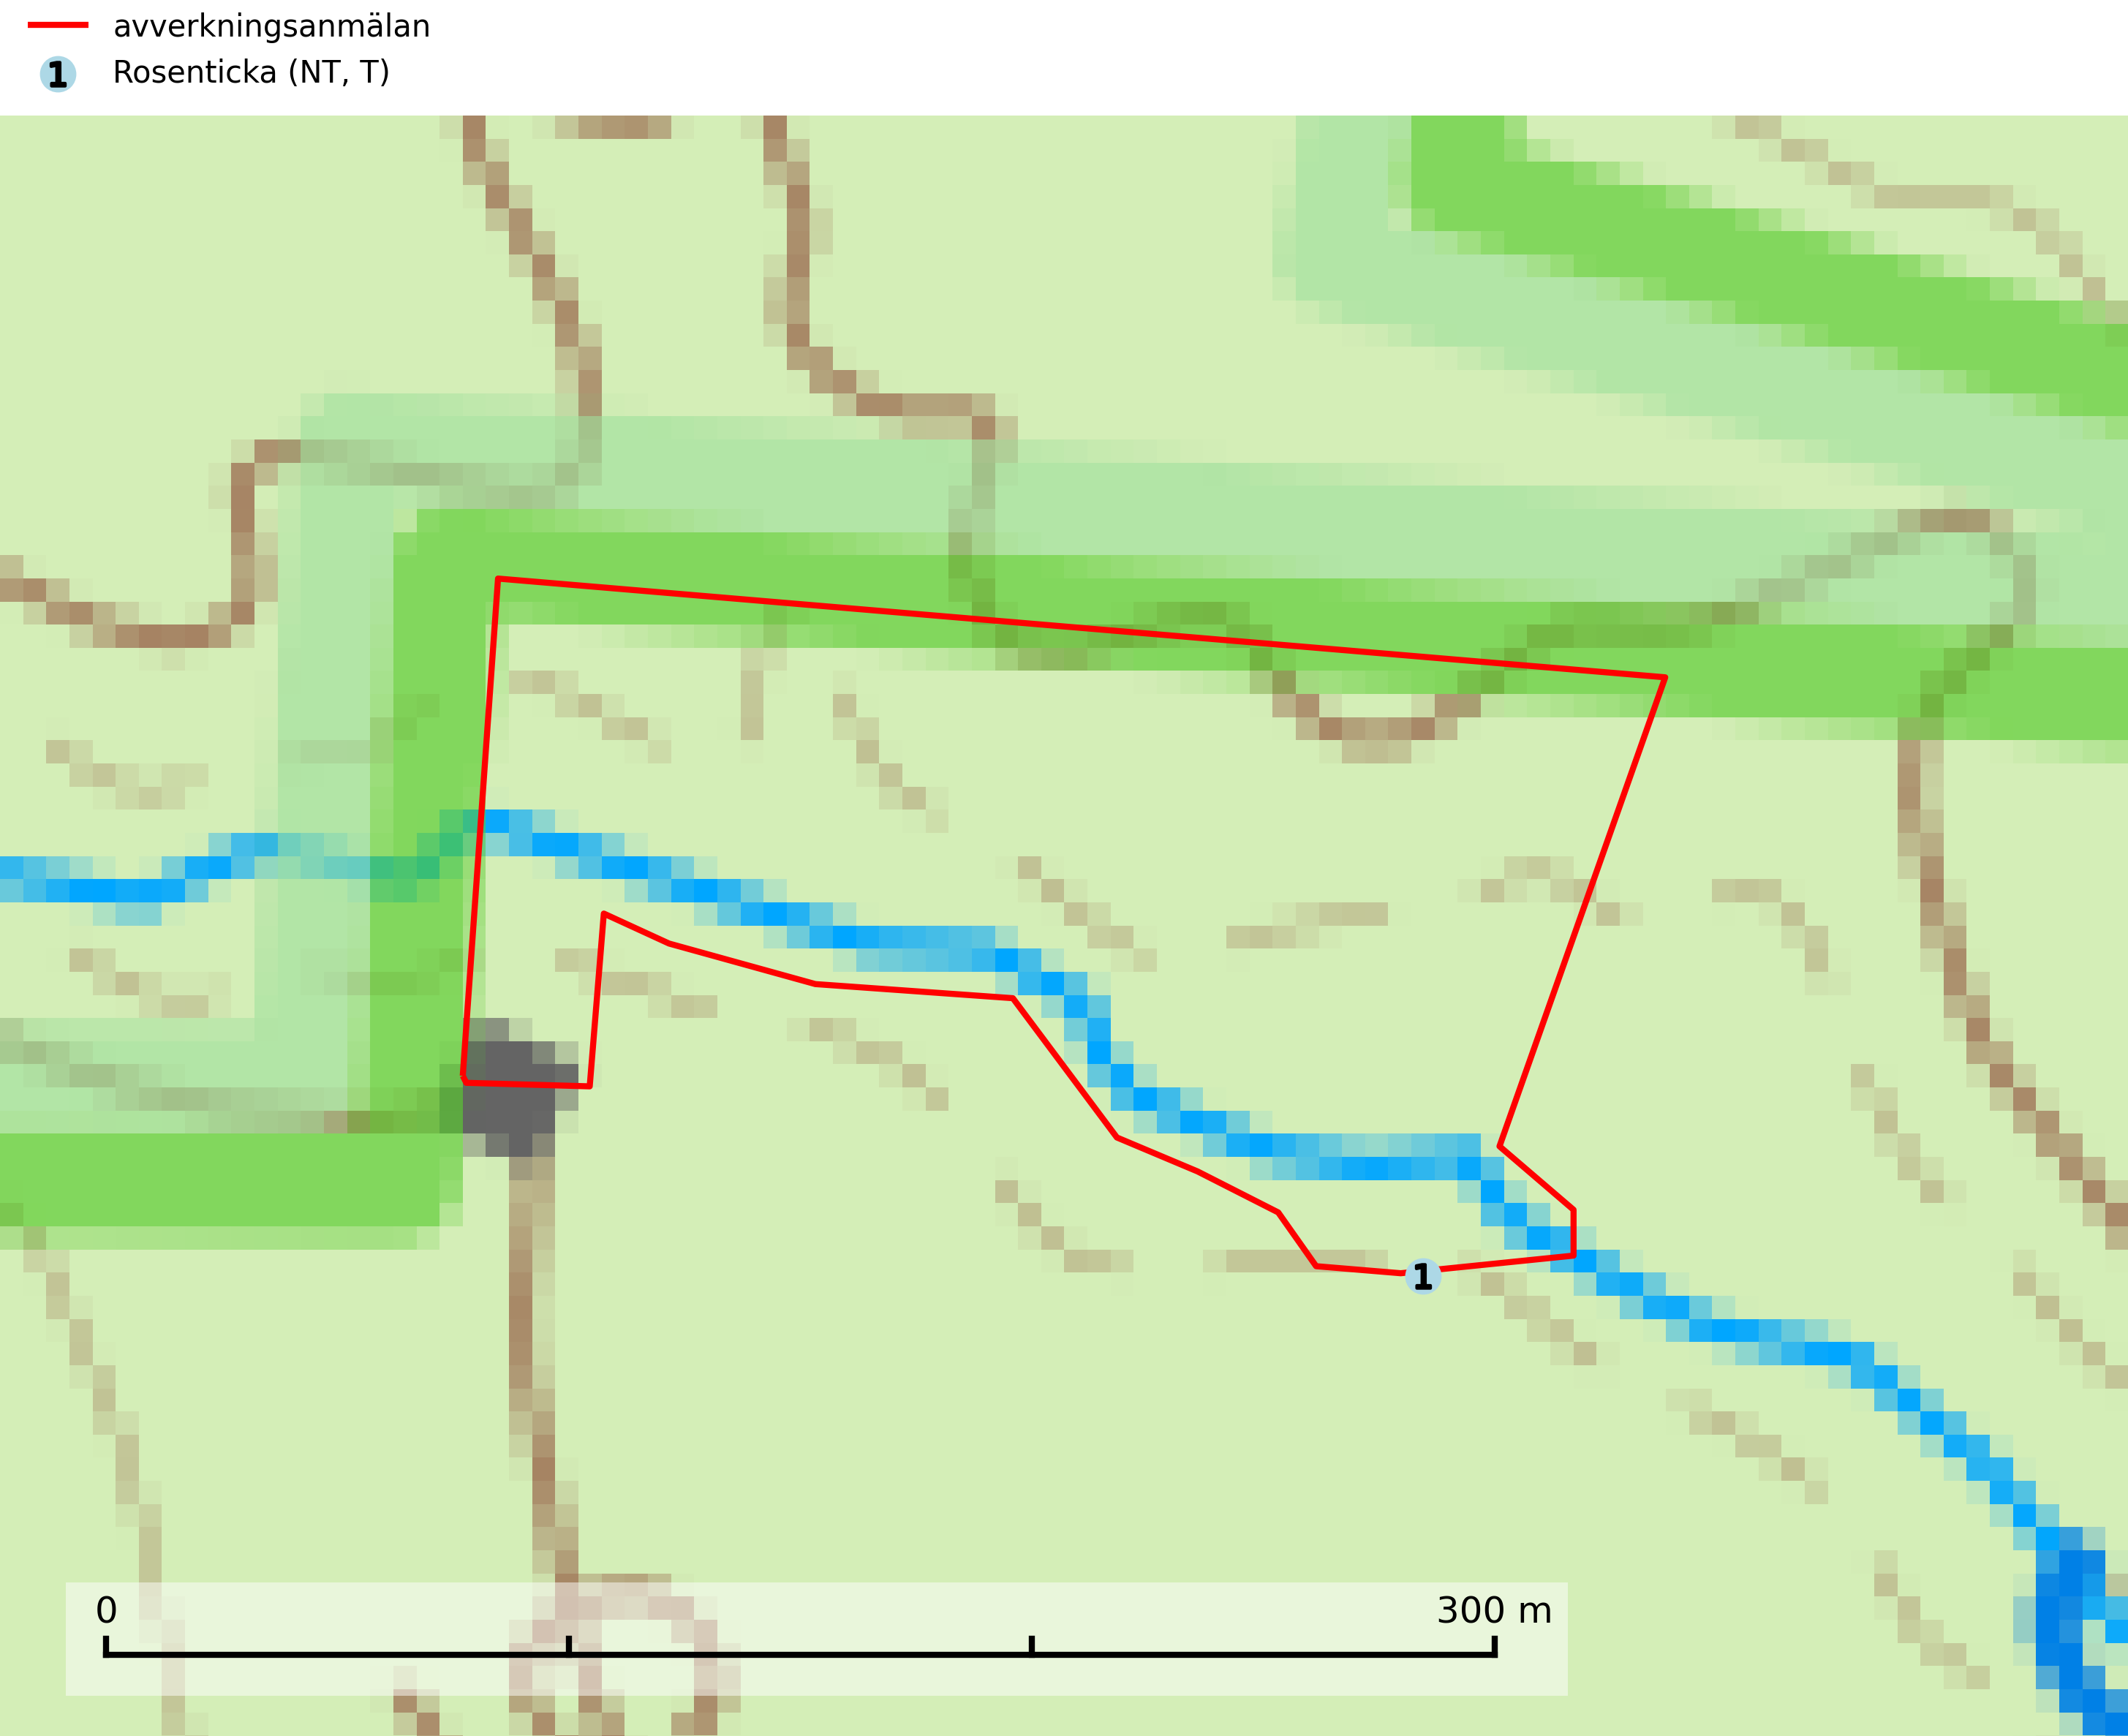 avverkningsanmälan
1 Rosenticka (NT, T)
1
0 300 m